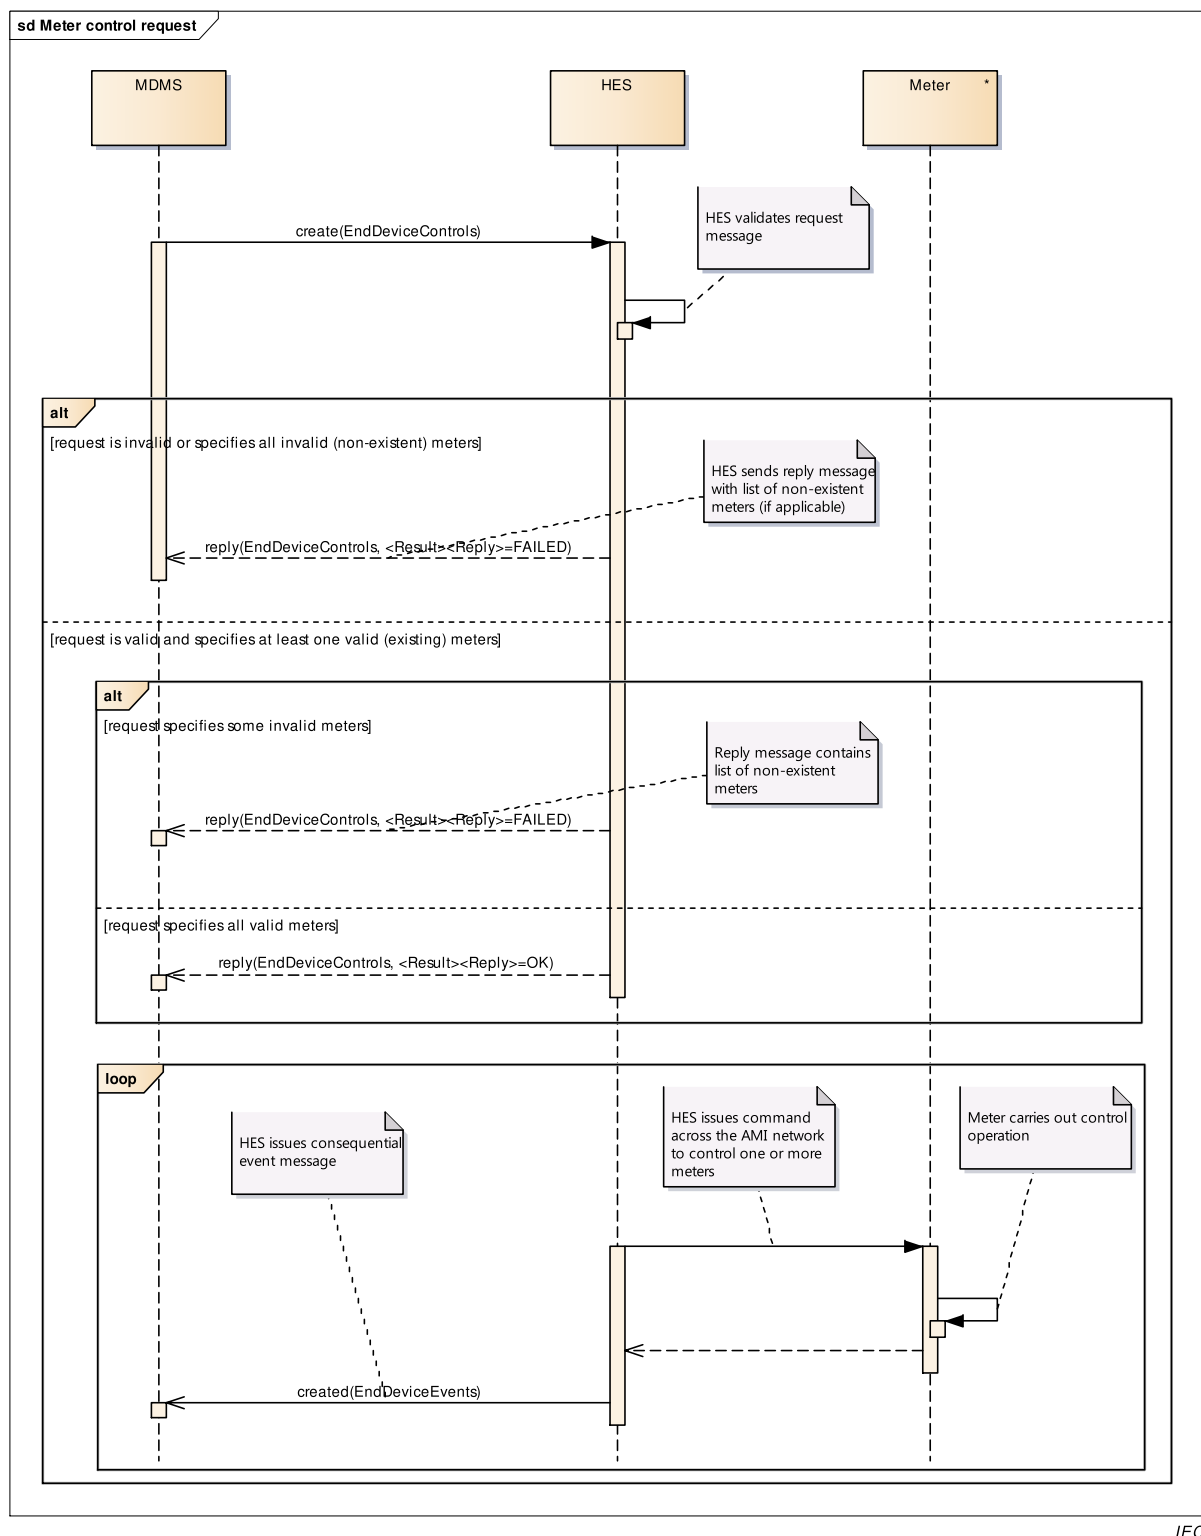 sd Meter control request
MDMS
HES
Meter *
HES validates request
message
create(EndDeviceControls)
alt
[request is invalid or specifies all invalid (non-existent) meters]
HES sends reply message
with list of non-existent
meters (if applicable)
reply(EndDeviceControls, <Result><Reply>=FAILED)
[request is valid and specifies at least one valid (existing) meters]
alt
[request specifies some invalid meters]
Reply message contains
list of non-existent
meters
reply(EndDeviceControls, <Result><Reply>=FAILED)
[request specifies all valid meters]
reply(EndDeviceControls, <Result><Reply>=OK)
loop
HES issues consequential
event message
HES issues command
across the AMI network
to control one or more
meters
Meter carries out control
operation
created(EndDeviceEvents)